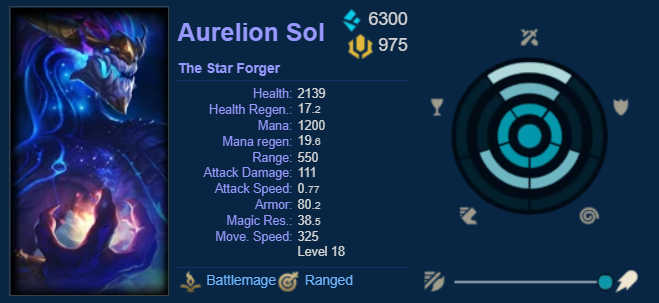 Aurelion Sol
6300
975
The Star Forger
Health: 2139
Health Regen.: 17.2
Mana: 1200
Mana regen: 19.6
Range: 550
Attack Damage: 111
Attack Speed: 0.77
Armor: 80.2
Magic Res.: 38.5
Move. Speed: 325
Level 18
Battlemage Ranged